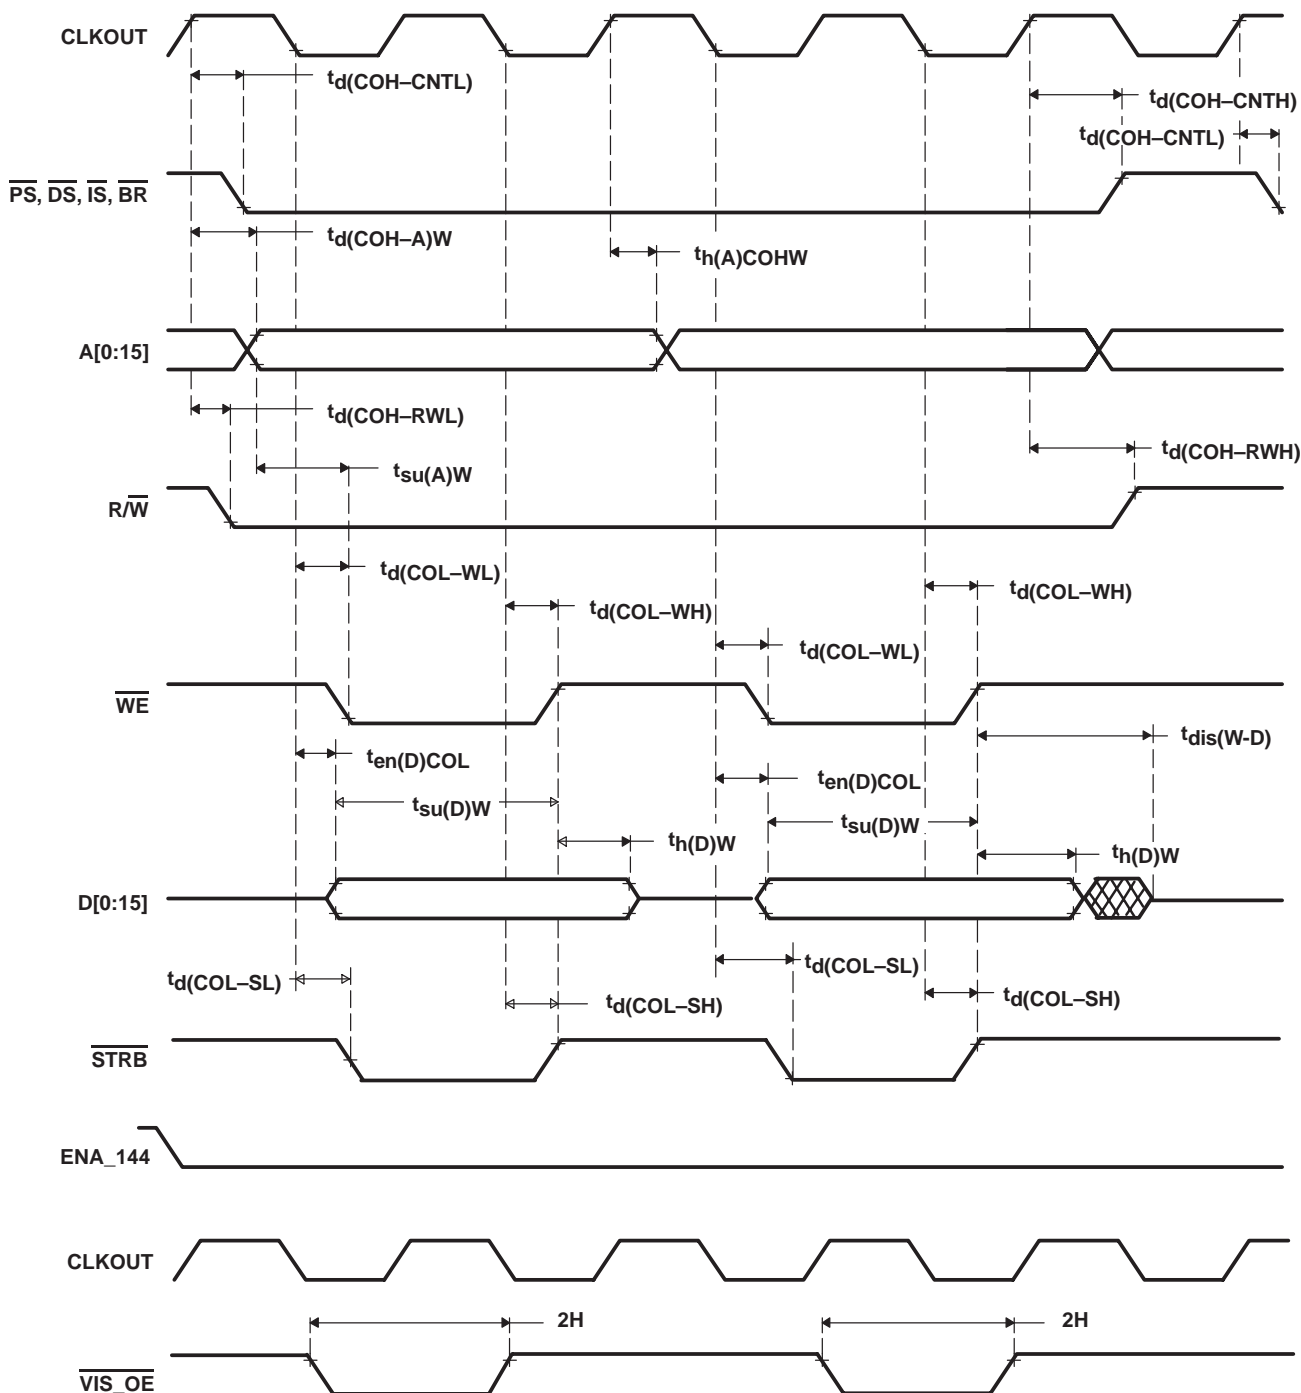 CLKOUT
td(COH–CNTL)
td(COH–CNTH)
td(COH–CNTL)
PS, DS, IS, BR
td(COH–A)W
th(A)COHW
A[0:15]
td(COH–RWL)
td(COH–RWH)
tsu(A)W
R/W
td(COL–WL)
td(COL–WH)
td(COL–WH)
td(COL–WL)
WE
tdis(W-D)
ten(D)COL
ten(D)COL
tsu(D)W
tsu(D)W
th(D)W
th(D)W
D[0:15]
td(COL–SL)
td(COL–SL)
td(COL–SH)
td(COL–SH)
STRB
ENA_144
CLKOUT
2H
2H
VIS_OE